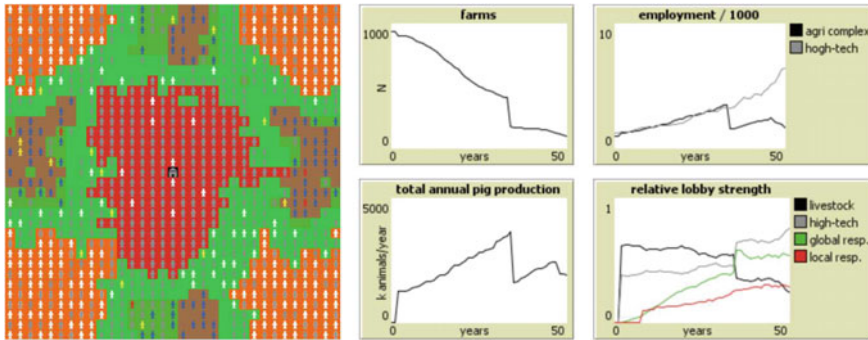 farms
1000
N
0
0 years 50
employment / 1000
10
0
0 years 50
agri complex
hogh-tech
total annual pig production
5000
k animals/year
0
0 years 50
relative lobby strength
1
0
0 years 50
livestock
high-tech
global resp.
local resp.